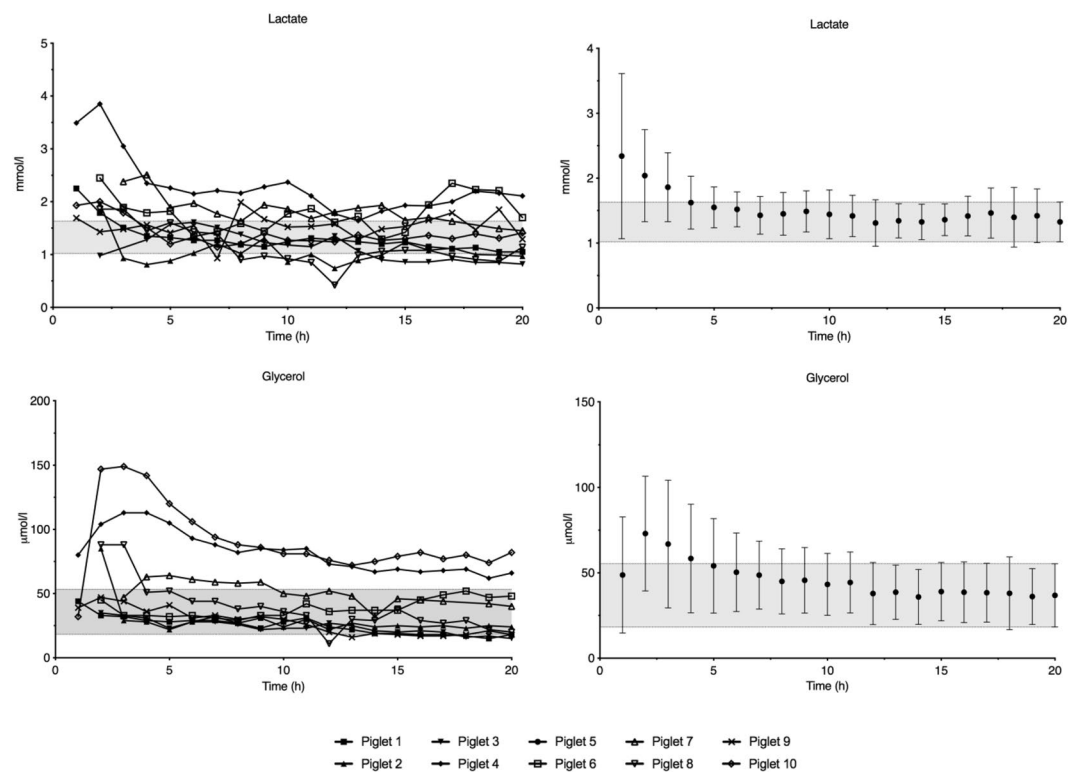 Lactate
5
4
3
2
1
0
mmol/l
0
5
10
15
20
Time (h)
Lactate
4
3
2
1
0
mmol/l
0
5
10
15
20
Time (h)
Glycerol
200
150
100
50
0
μmol/l
0
5
10
15
20
Time (h)
Glycerol
150
100
50
0
μmol/l
0
5
10
15
20
Time (h)
Piglet 1
Piglet 3
Piglet 5
Piglet 7
Piglet 9
Piglet 2
Piglet 4
Piglet 6
Piglet 8
Piglet 10